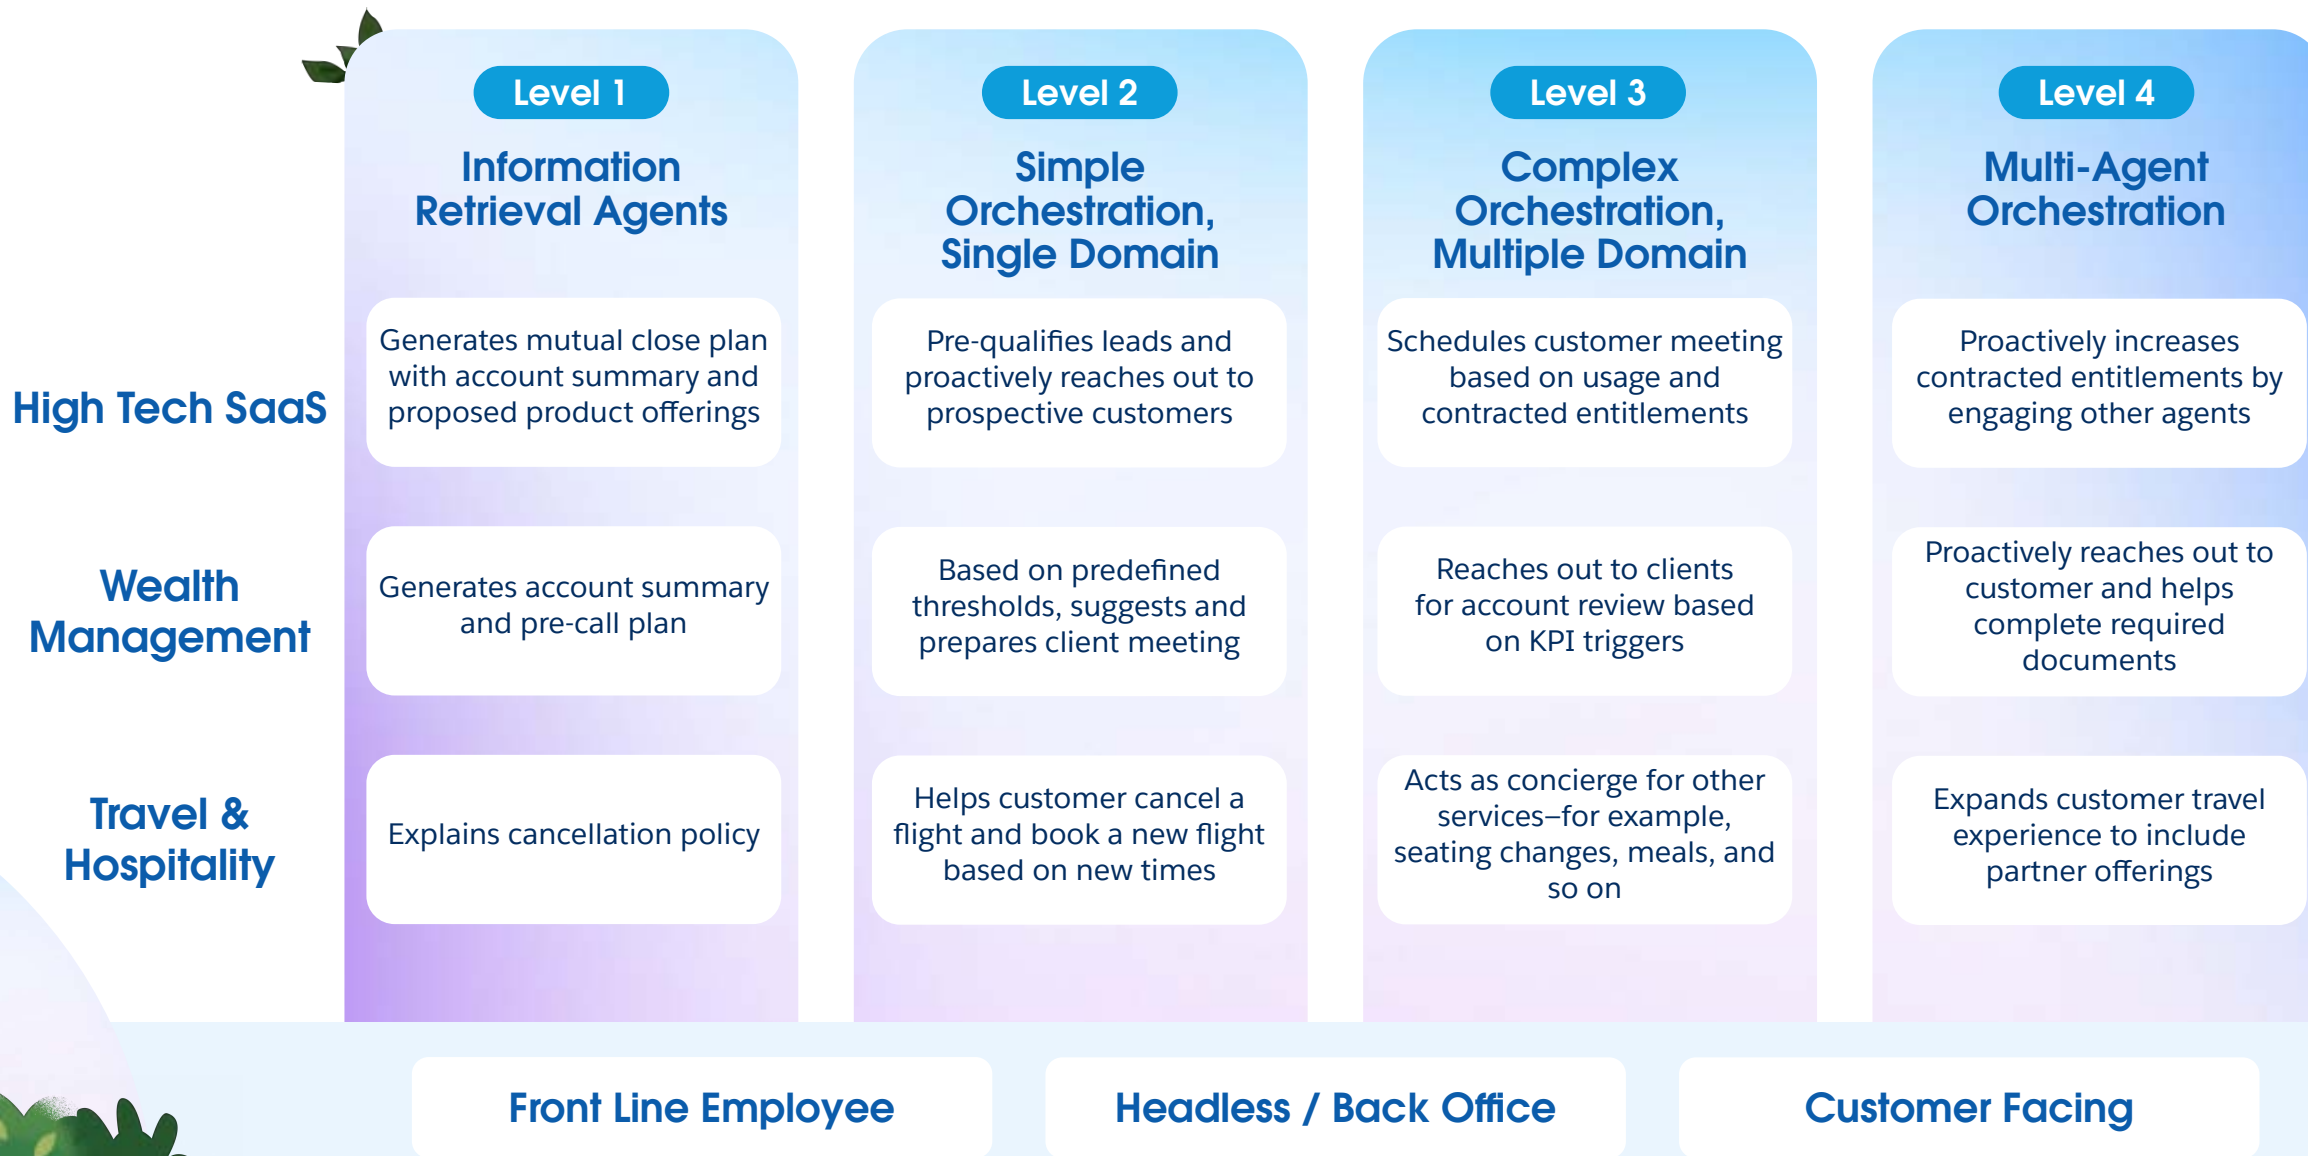 Level 1
Information
Retrieval Agents
Level 2
Simple
Orchestration,
Single Domain
Level 3
Complex
Orchestration,
Multiple Domain
Level 4
Multi-Agent
Orchestration
High Tech SaaS
Generates mutual close plan
with account summary and
proposed product offerings
Pre-qualifies leads and
proactively reaches out to
prospective customers
Schedules customer meeting
based on usage and
contracted entitlements
Proactively increases
contracted entitlements by
engaging other agents
Wealth
Management
Generates account summary
and pre-call plan
Based on predefined
thresholds, suggests and
prepares client meeting
Reaches out to clients
for account review based
on KPI triggers
Proactively reaches out to
customer and helps
complete required
documents
Travel &
Hospitality
Explains cancellation policy
Helps customer cancel a
flight and book a new flight
based on new times
Acts as concierge for other
services–for example,
seating changes, meals, and
so on
Expands customer travel
experience to include
partner offerings
Front Line Employee
Headless / Back Office
Customer Facing